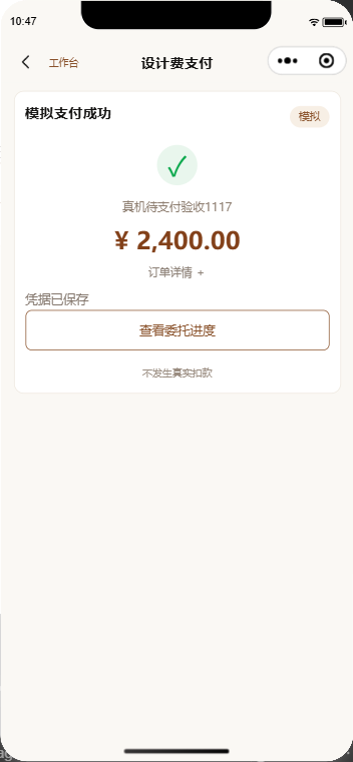 10:47
工作台
设计费支付
模拟支付成功
模拟
真机待支付验收1117
¥ 2,400.00
订单详情 +
凭据已保存
查看委托进度
不发生真实扣款